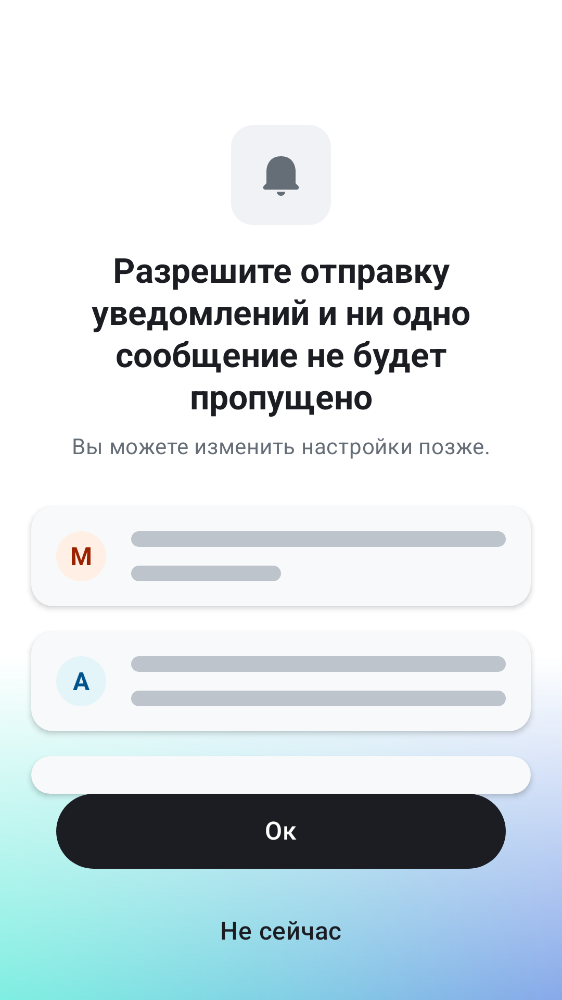 Разрешите отправку
уведомлений и ни одно
сообщение не будет
пропущено
Вы можете изменить настройки позже.
M
A
Ок
Не сейчас